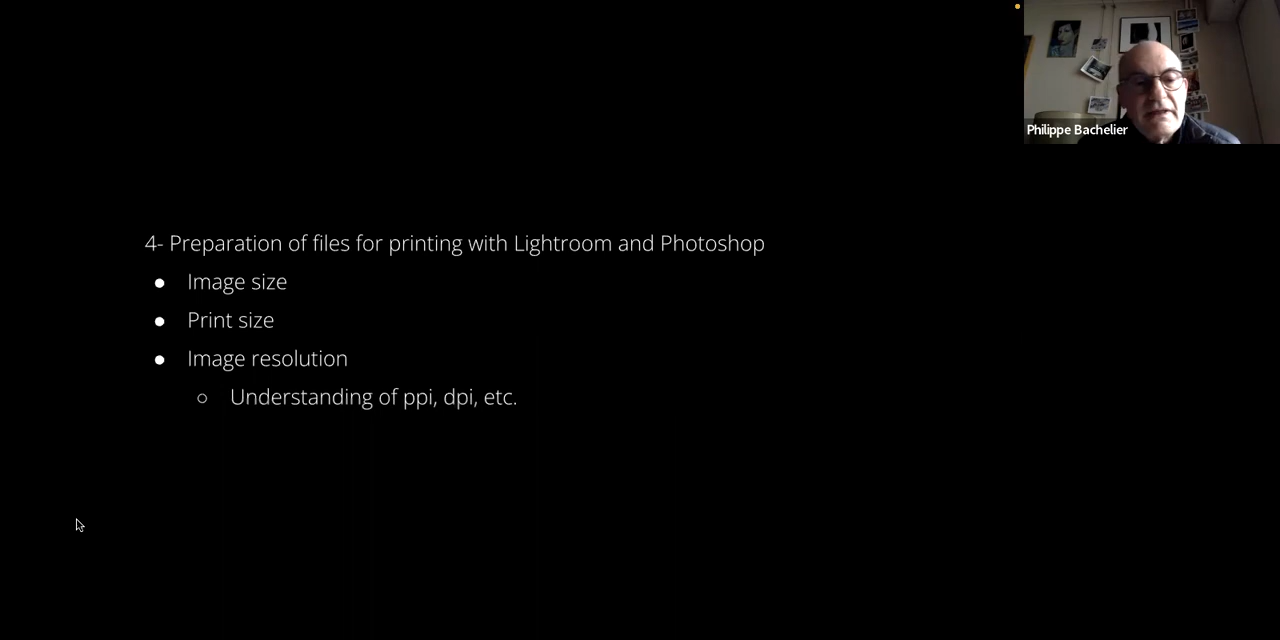 Philippe Bachelier
4- Preparation of files for printing with Lightroom and Photoshop
● Image size
● Print size
● Image resolution
○ Understanding of ppi, dpi, etc.